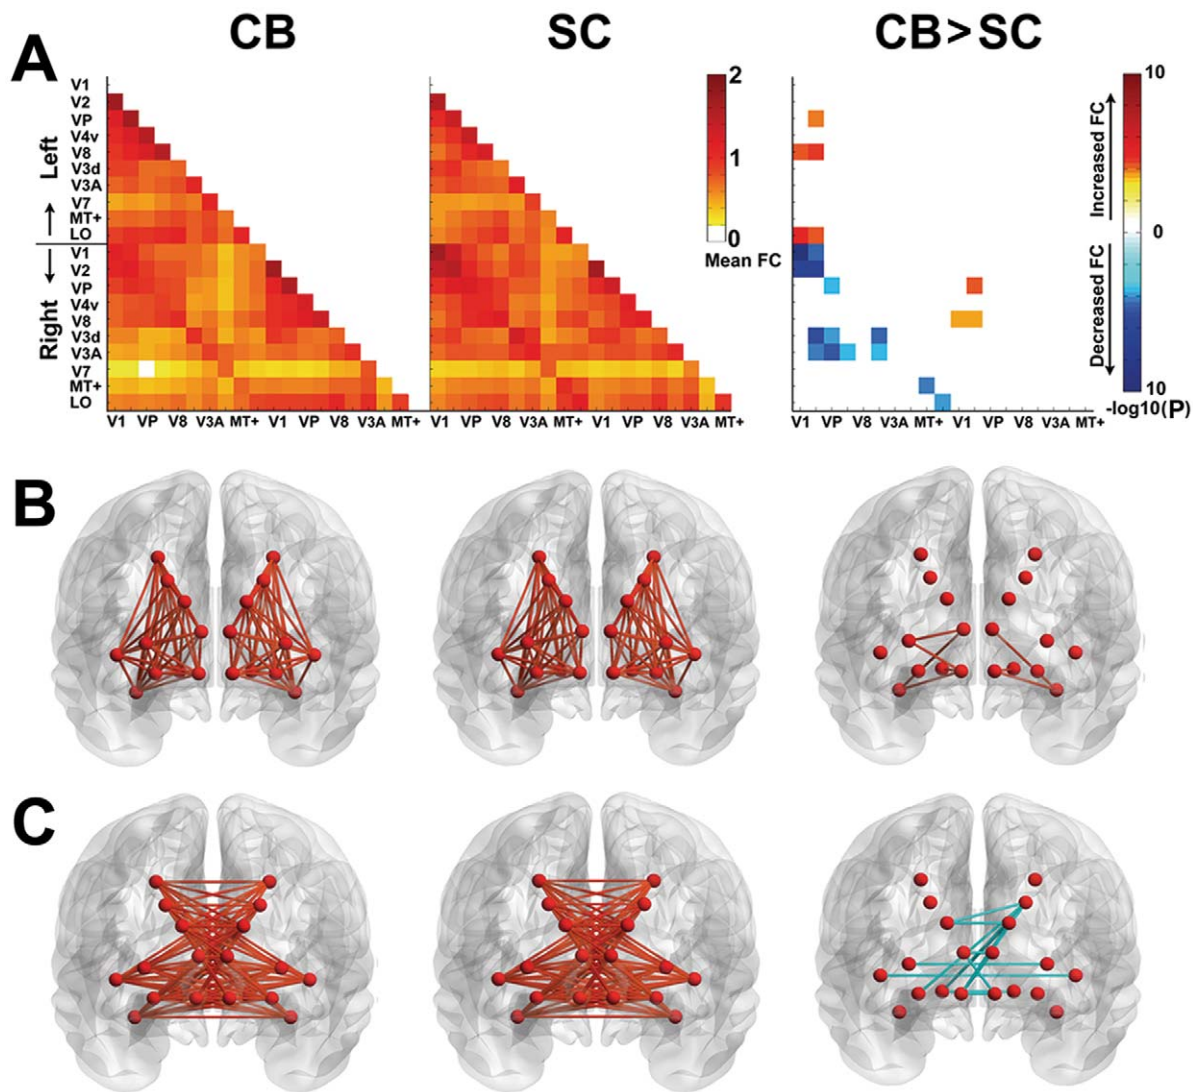 CB SC CB > SC
A
Left
Right
V1
V2
VP
V4v
V8
V3d
V3A
V7
MT+
LO
V1
V2
VP
V4v
V8
V3d
V3A
V7
MT+
LO
V1 VP V8 V3A MT+ V1 VP V8 V3A MT+
V1 VP V8 V3A MT+ V1 VP V8 V3A MT+
2
1
0
Mean FC
V1 VP V8 V3A MT+ V1 VP V8 V3A MT+
Increased FC
Decreased FC
10
0
10
-log10(P)
B
C